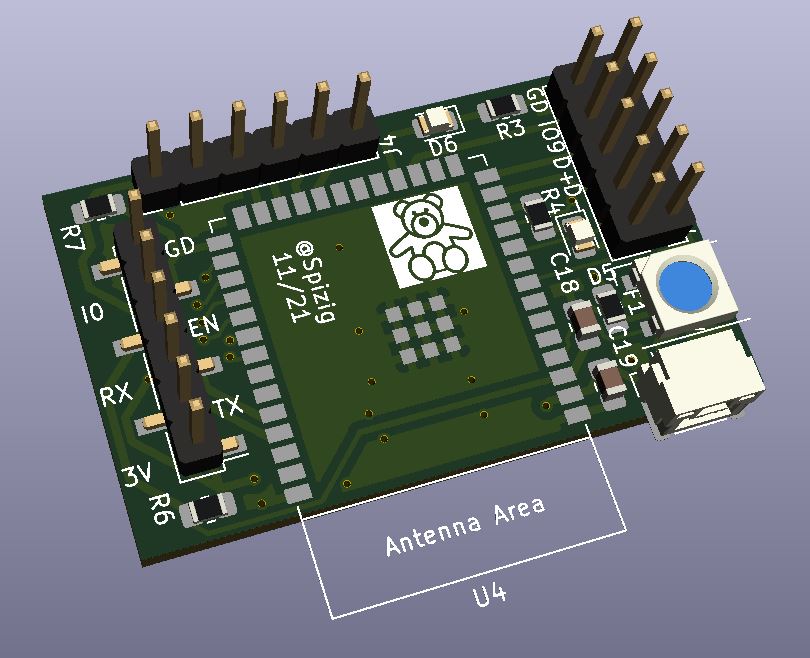 J4
D6
R3
GD IO9 D+D-
R7
GD
IO
EN
RX
TX
3V
R6
@Spizig
11/21
R4
C18
D5
F1
C19
Antenna Area
U4